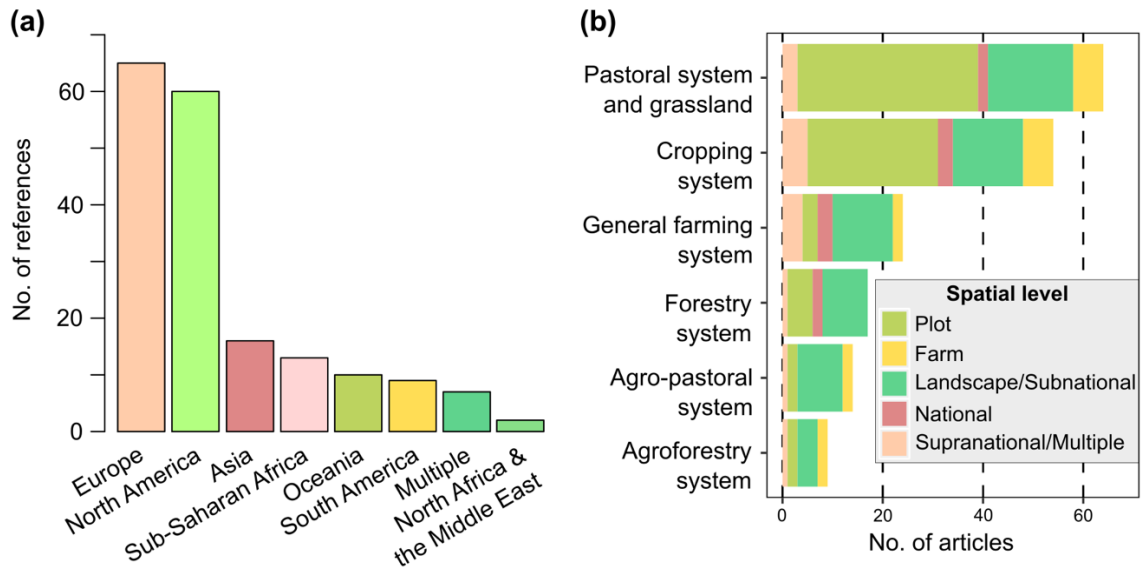 (a)
No. of references
60
40
20
0
Europe
North America
Asia
Sub-Saharan Africa
Oceania
South America
Multiple
North Africa &
the Middle East
(b)
Pastoral system
and grassland
Cropping
system
General farming
system
Forestry
system
Agro-pastoral
system
Agroforestry
system
Spatial level
Plot
Farm
Landscape/Subnational
National
Supranational/Multiple
0
20
40
60
No. of articles